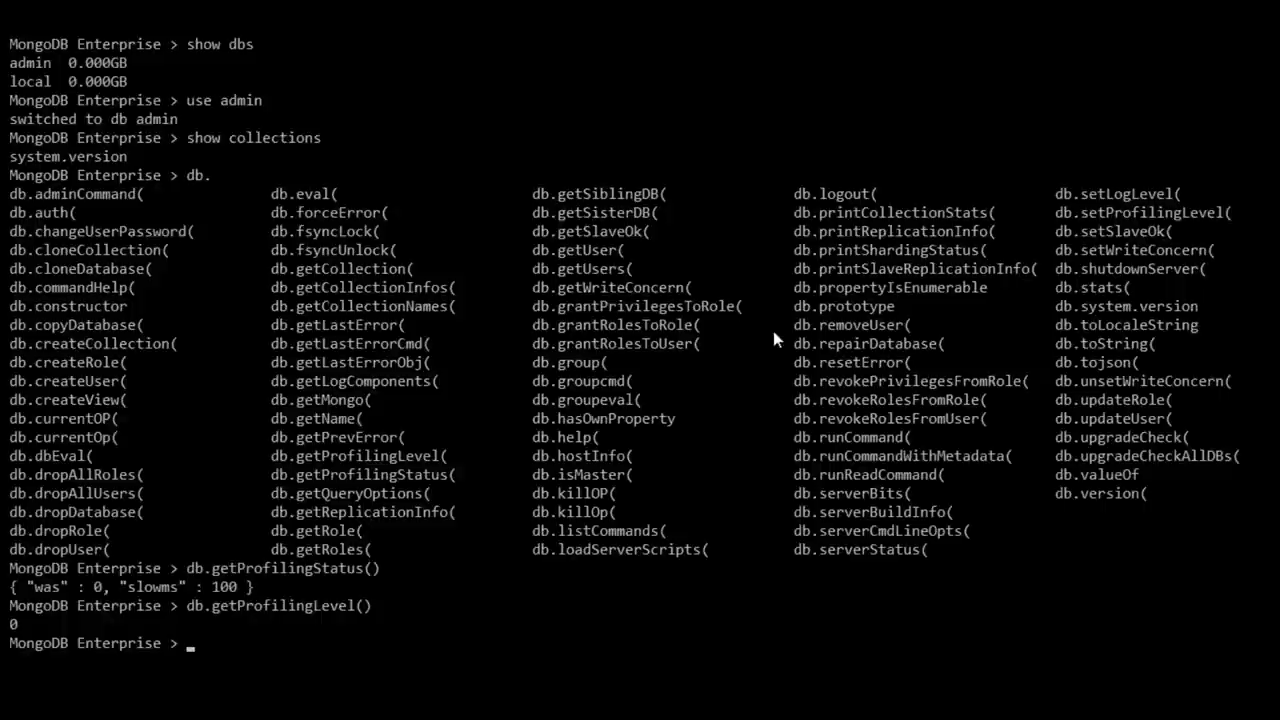 MongoDB Enterprise > show dbs
admin  0.000GB
local  0.000GB
MongoDB Enterprise > use admin
switched to db admin
MongoDB Enterprise > show collections
system.version
MongoDB Enterprise > db.
db.adminCommand( db.eval( db.getSiblingDB( db.logout( db.setLogLevel(
db.auth( db.forceError( db.getSisterDB( db.printCollectionStats( db.setProfilingLevel(
db.changeUserPassword( db.fsyncLock( db.getSlaveOk( db.printReplicationInfo( db.setSlaveOk(
db.cloneCollection( db.fsyncUnlock( db.getUser( db.printShardingStatus( db.setWriteConcern(
db.cloneDatabase( db.getCollection( db.getUsers( db.printSlaveReplicationInfo( db.shutdownServer(
db.commandHelp( db.getCollectionInfos( db.getWriteConcern( db.propertyIsEnumerable db.stats(
db.constructor db.getCollectionNames( db.grantPrivilegesToRole( db.prototype db.system.version
db.copyDatabase( db.getLastError( db.grantRolesToRole( db.removeUser( db.toLocaleString
db.createCollection( db.getLastErrorCmd( db.grantRolesToUser( db.repairDatabase( db.toString(
db.createRole( db.getLastErrorObj( db.group( db.resetError( db.tojson(
db.createUser( db.getLogComponents( db.groupcmd( db.revokePrivilegesFromRole( db.unsetWriteConcern(
db.createView( db.getMongo( db.groupeval( db.revokeRolesFromRole( db.updateRole(
db.currentOP( db.getName( db.hasOwnProperty db.revokeRolesFromUser( db.updateUser(
db.currentOp( db.getPrevError( db.help( db.runCommand( db.upgradeCheck(
db.dbEval( db.getProfilingLevel( db.hostInfo( db.runCommandWithMetadata( db.upgradeCheckAllDBs(
db.dropAllRoles( db.getProfilingStatus( db.isMaster( db.runReadCommand( db.valueOf
db.dropAllUsers( db.getQueryOptions( db.killOP( db.serverBits( db.version(
db.dropDatabase( db.getReplicationInfo( db.killOp( db.serverBuildInfo(
db.dropRole( db.getRole( db.listCommands( db.serverCmdLineOpts(
db.dropUser( db.getRoles( db.loadServerScripts( db.serverStatus(
MongoDB Enterprise > db.getProfilingStatus()
{ "was" : 0, "slowms" : 100 }
MongoDB Enterprise > db.getProfilingLevel()
0
MongoDB Enterprise > _